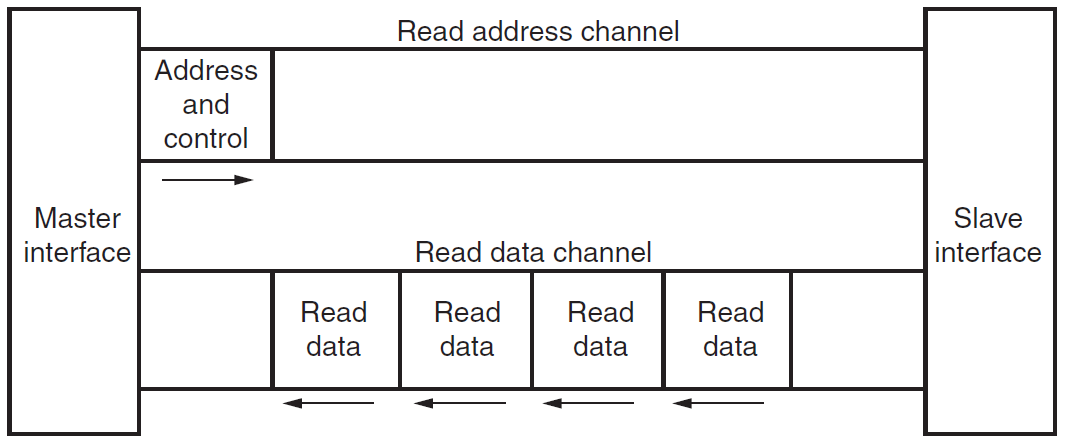 Read address channel
Address
and
control
Master
interface
Slave
interface
Read data channel
Read
data
Read
data
Read
data
Read
data